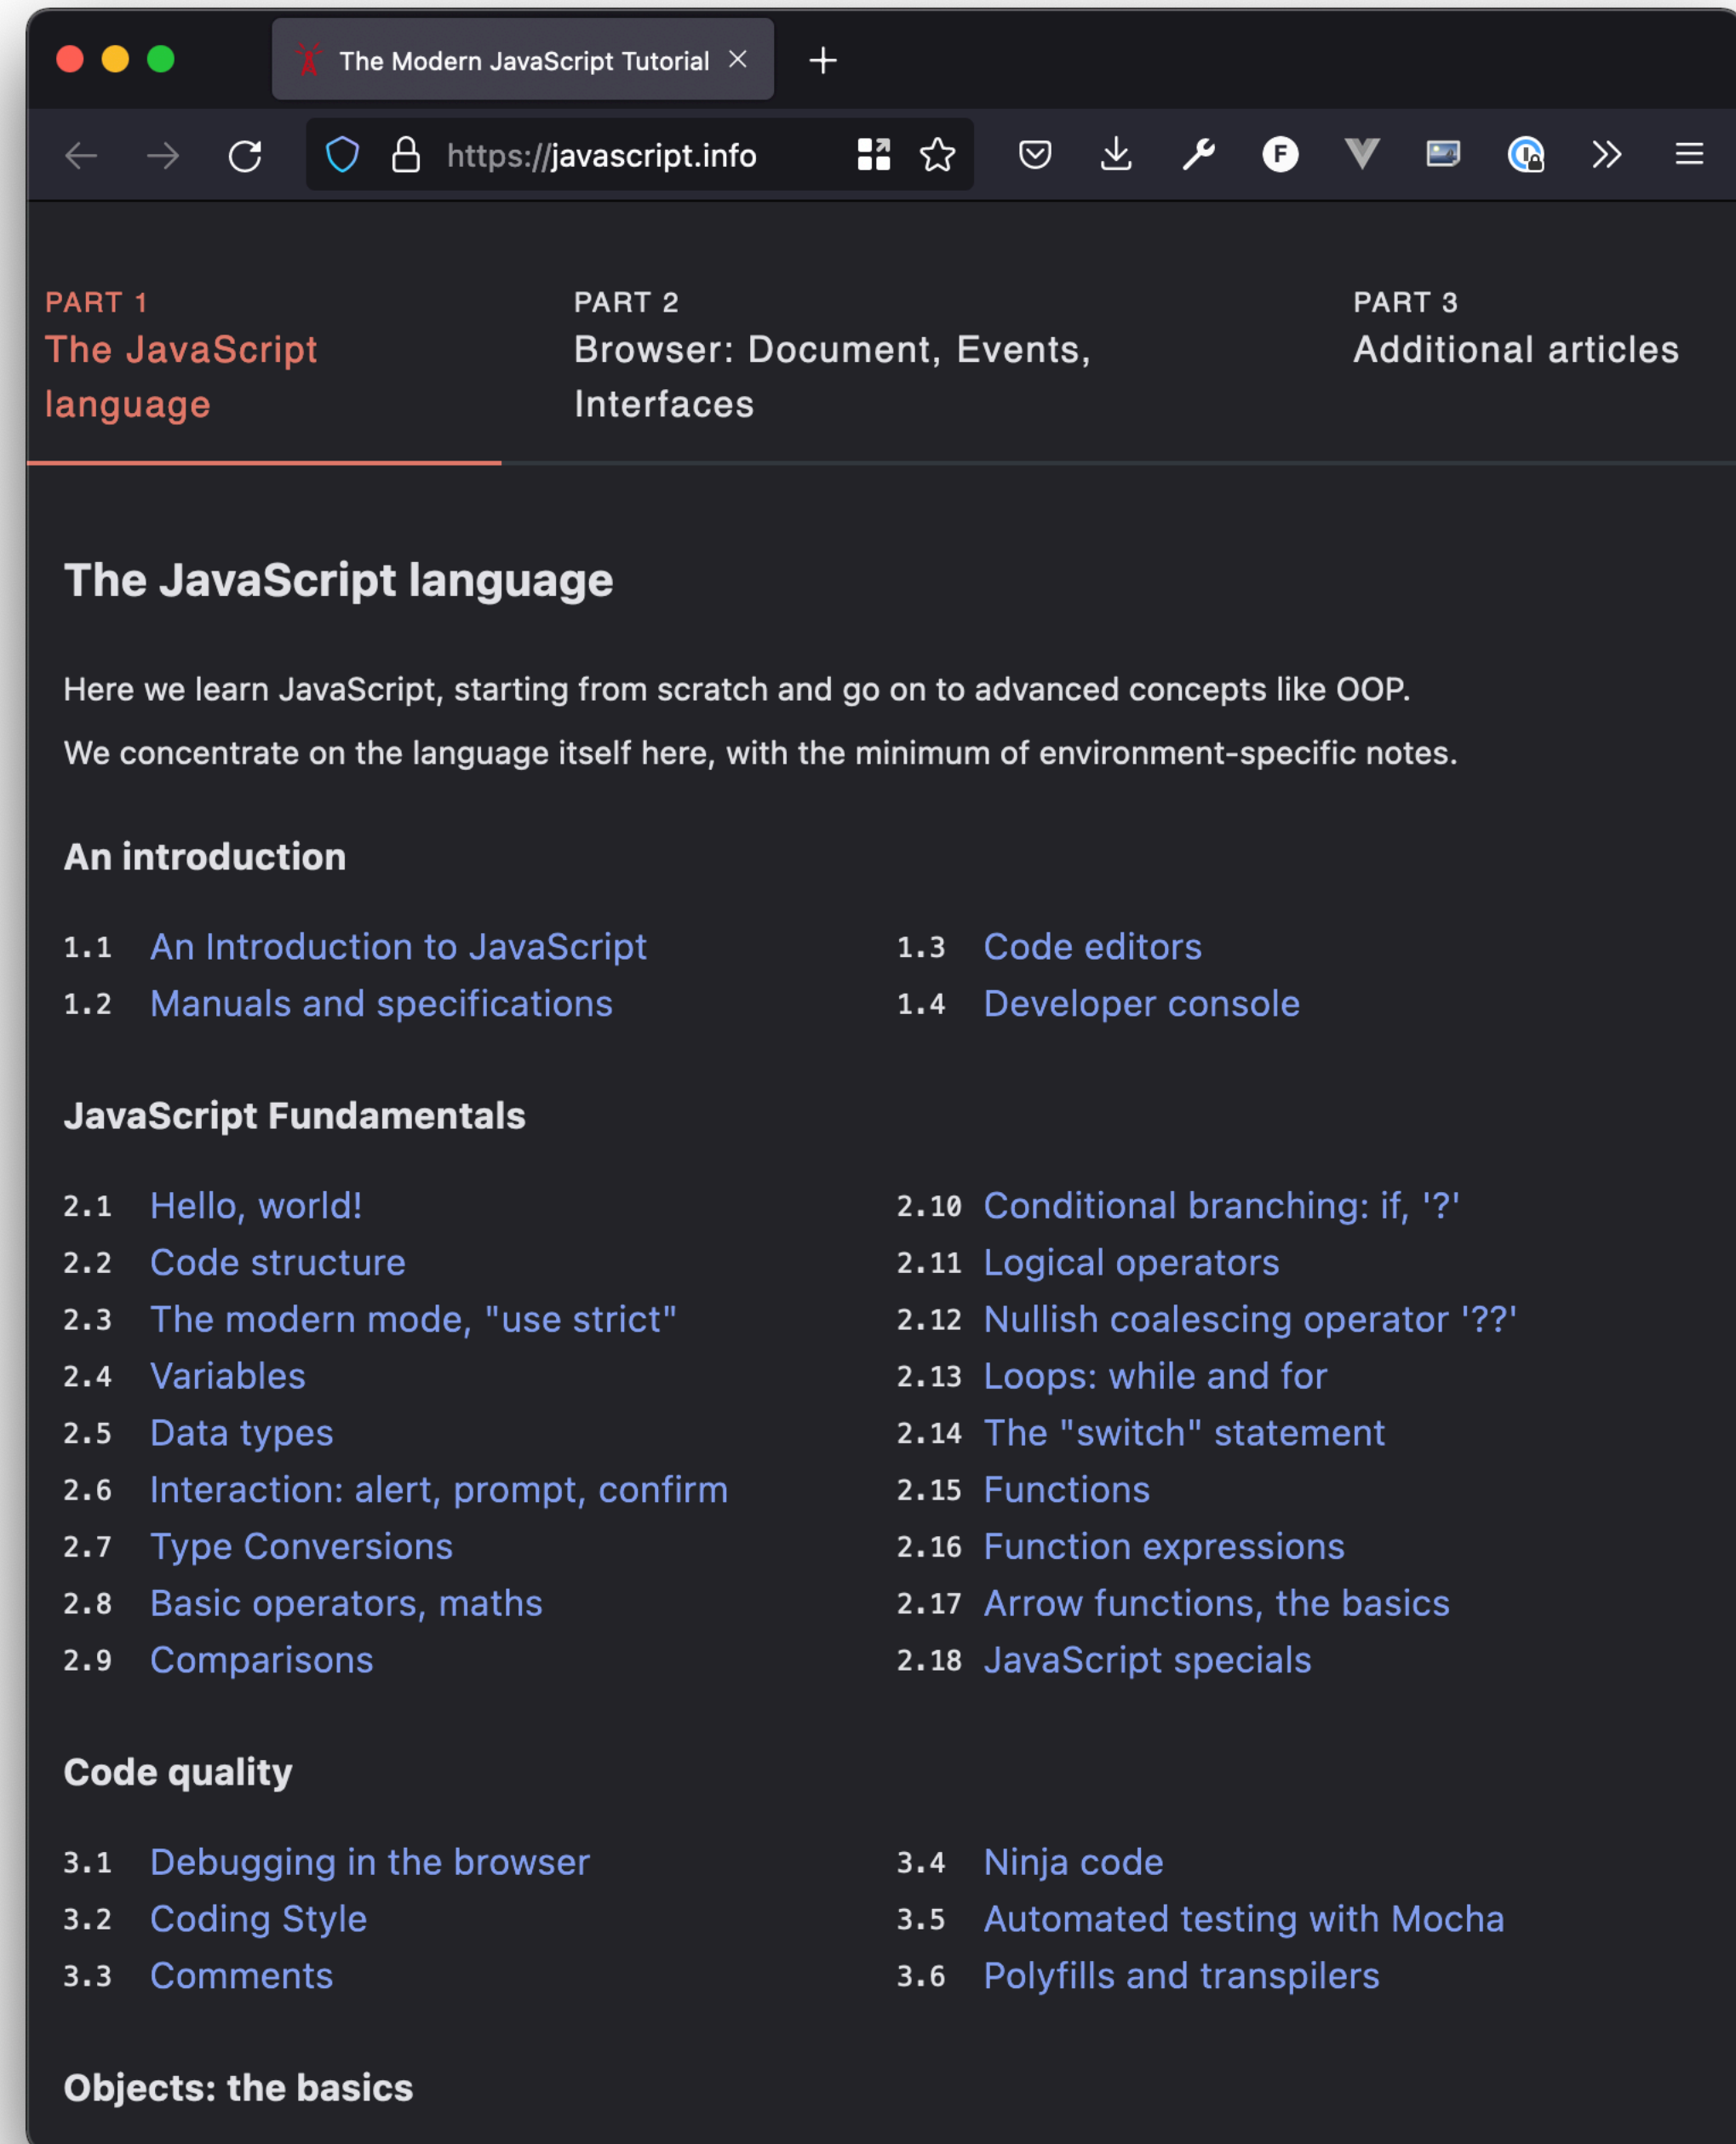 The Modern JavaScript Tutorial
https://javascript.info
F
PART 1
The JavaScript
language
PART 2
Browser: Document, Events,
Interfaces
PART 3
Additional articles
The JavaScript language
Here we learn JavaScript, starting from scratch and go on to advanced concepts like OOP.
We concentrate on the language itself here, with the minimum of environment-specific notes.
An introduction
1.1 An Introduction to JavaScript
1.2 Manuals and specifications
1.3 Code editors
1.4 Developer console
JavaScript Fundamentals
2.1 Hello, world!
2.2 Code structure
2.3 The modern mode, "use strict"
2.4 Variables
2.5 Data types
2.6 Interaction: alert, prompt, confirm
2.7 Type Conversions
2.8 Basic operators, maths
2.9 Comparisons
2.10 Conditional branching: if, '?'
2.11 Logical operators
2.12 Nullish coalescing operator '??'
2.13 Loops: while and for
2.14 The "switch" statement
2.15 Functions
2.16 Function expressions
2.17 Arrow functions, the basics
2.18 JavaScript specials
Code quality
3.1 Debugging in the browser
3.2 Coding Style
3.3 Comments
3.4 Ninja code
3.5 Automated testing with Mocha
3.6 Polyfills and transpilers
Objects: the basics